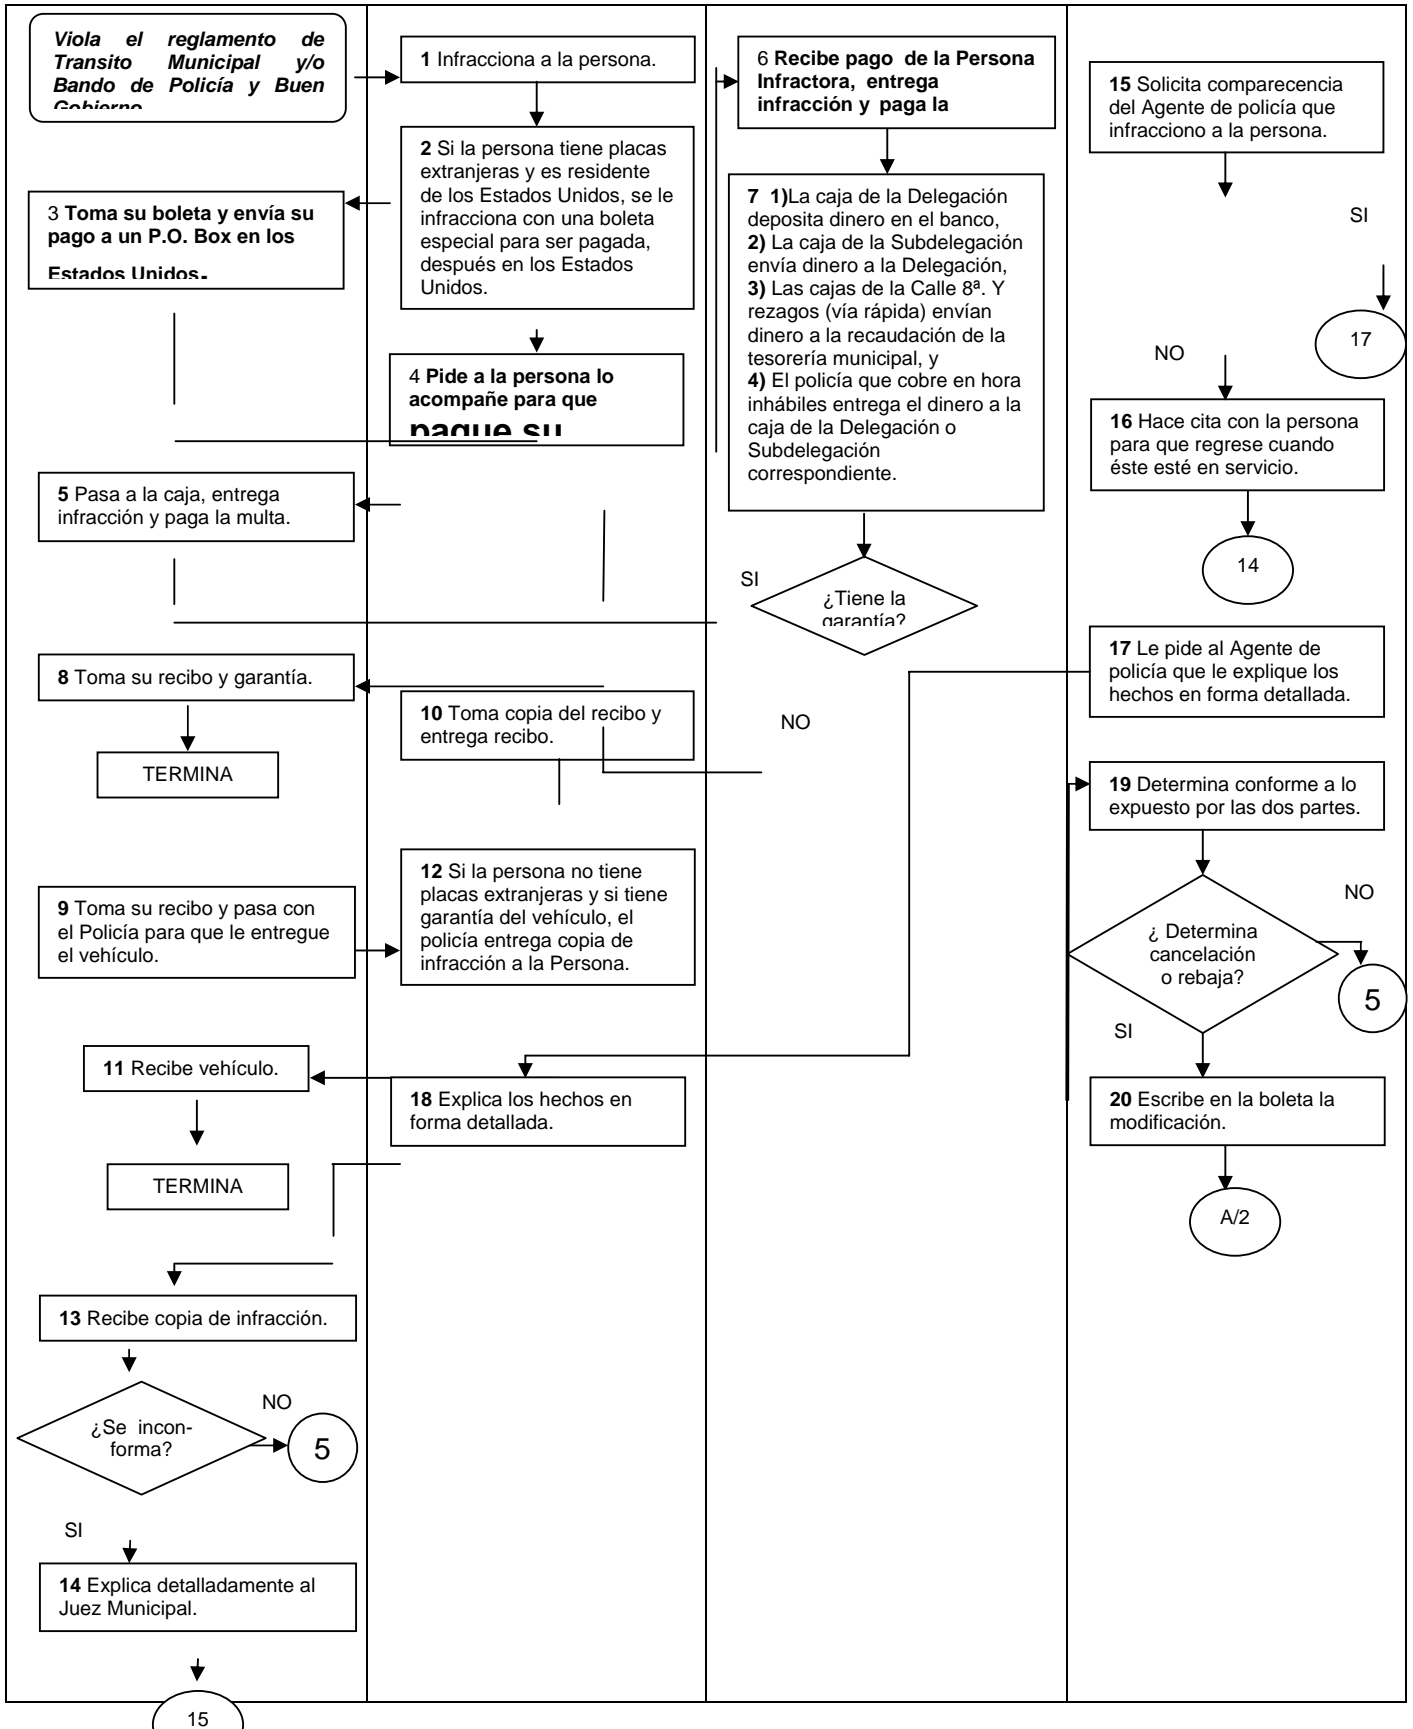 Viola el reglamento de
Transito Municipal y/o
Bando de Policía y Buen
Gobierno
1 Infracciona a la persona.
2 Si la persona tiene placas
extranjeras y es residente
de los Estados Unidos, se le
infracciona con una boleta
especial para ser pagada,
después en los Estados
Unidos.
3 Toma su boleta y envía su
pago a un P.O. Box en los
Estados Unidos.
4 Pide a la persona lo
acompañe para que
pague su
5 Pasa a la caja, entrega
infracción y paga la multa.
8 Toma su recibo y garantía.
TERMINA
10 Toma copia del recibo y
entrega recibo.
9 Toma su recibo y pasa con
el Policía para que le entregue
el vehículo.
12 Si la persona no tiene
placas extranjeras y si tiene
garantía del vehículo, el
policía entrega copia de
infracción a la Persona.
11 Recibe vehículo.
TERMINA
18 Explica los hechos en
forma detallada.
13 Recibe copia de infracción.
¿Se incon-
forma?
NO
5
SI
14 Explica detalladamente al
Juez Municipal.
15
6 Recibe pago de la Persona
Infractora, entrega
infracción y paga la
7 1)La caja de la Delegación
deposita dinero en el banco,
2) La caja de la Subdelegación
envía dinero a la Delegación,
3) Las cajas de la Calle 8ª. Y
rezagos (vía rápida) envían
dinero a la recaudación de la
tesorería municipal, y
4) El policía que cobre en hora
inhábiles entrega el dinero a la
caja de la Delegación o
Subdelegación
correspondiente.
SI
¿Tiene la
garantía?
NO
15 Solicita comparecencia
del Agente de policía que
infracciono a la persona.
SI
17
NO
16 Hace cita con la persona
para que regrese cuando
éste esté en servicio.
14
17 Le pide al Agente de
policía que le explique los
hechos en forma detallada.
19 Determina conforme a lo
expuesto por las dos partes.
¿ Determina
cancelación
o rebaja?
NO
5
SI
20 Escribe en la boleta la
modificación.
A/2